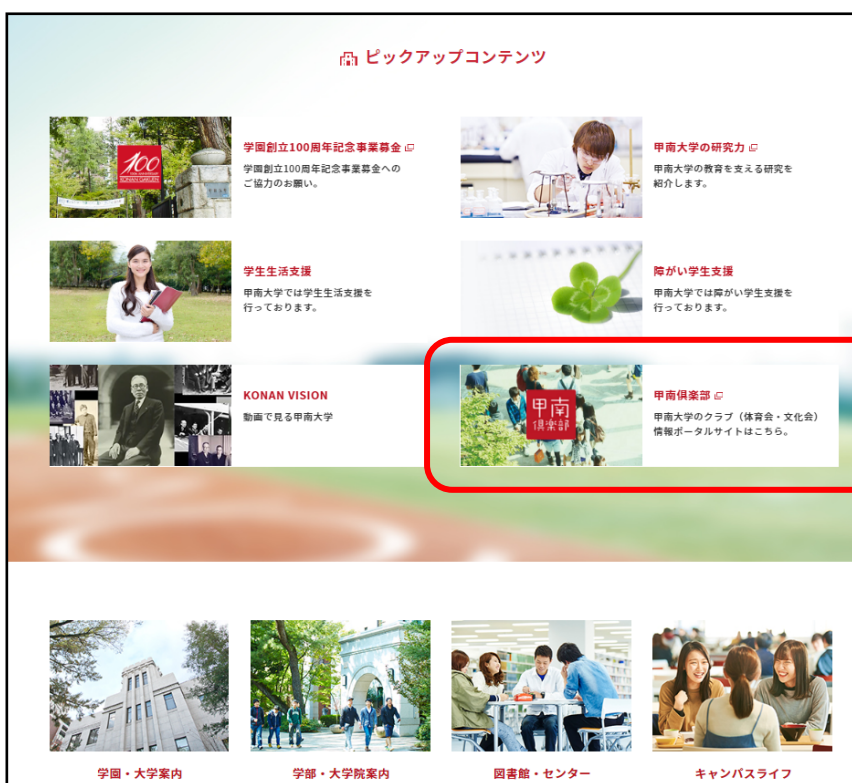 ピックアップコンテンツ
100
KONAN GAKUEN
学園創立100周年記念事業募金
学園創立100周年記念事業募金への
ご協力のお願い。
甲南大学の研究力
甲南大学の教育を支える研究を
紹介します。
学生生活支援
甲南大学では学生生活支援を
行っております。
障がい学生支援
甲南大学では障がい学生支援を
行っております。
KONAN VISION
動画で見る甲南大学
甲南
倶楽部
甲南倶楽部
甲南大学のクラブ（体育会・文化会）
情報ポータルサイトはこちら。
学園・大学案内
学部・大学院案内
図書館・センター
キャンパスライフ